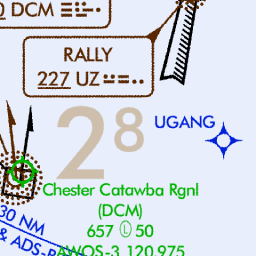 DCM
RALLY
227 UZ
28
UGANG
Chester Catawba Rgnl
(DCM)
657 Ⓛ 50
30 NM
AWOS-3 120.975
& ADS-